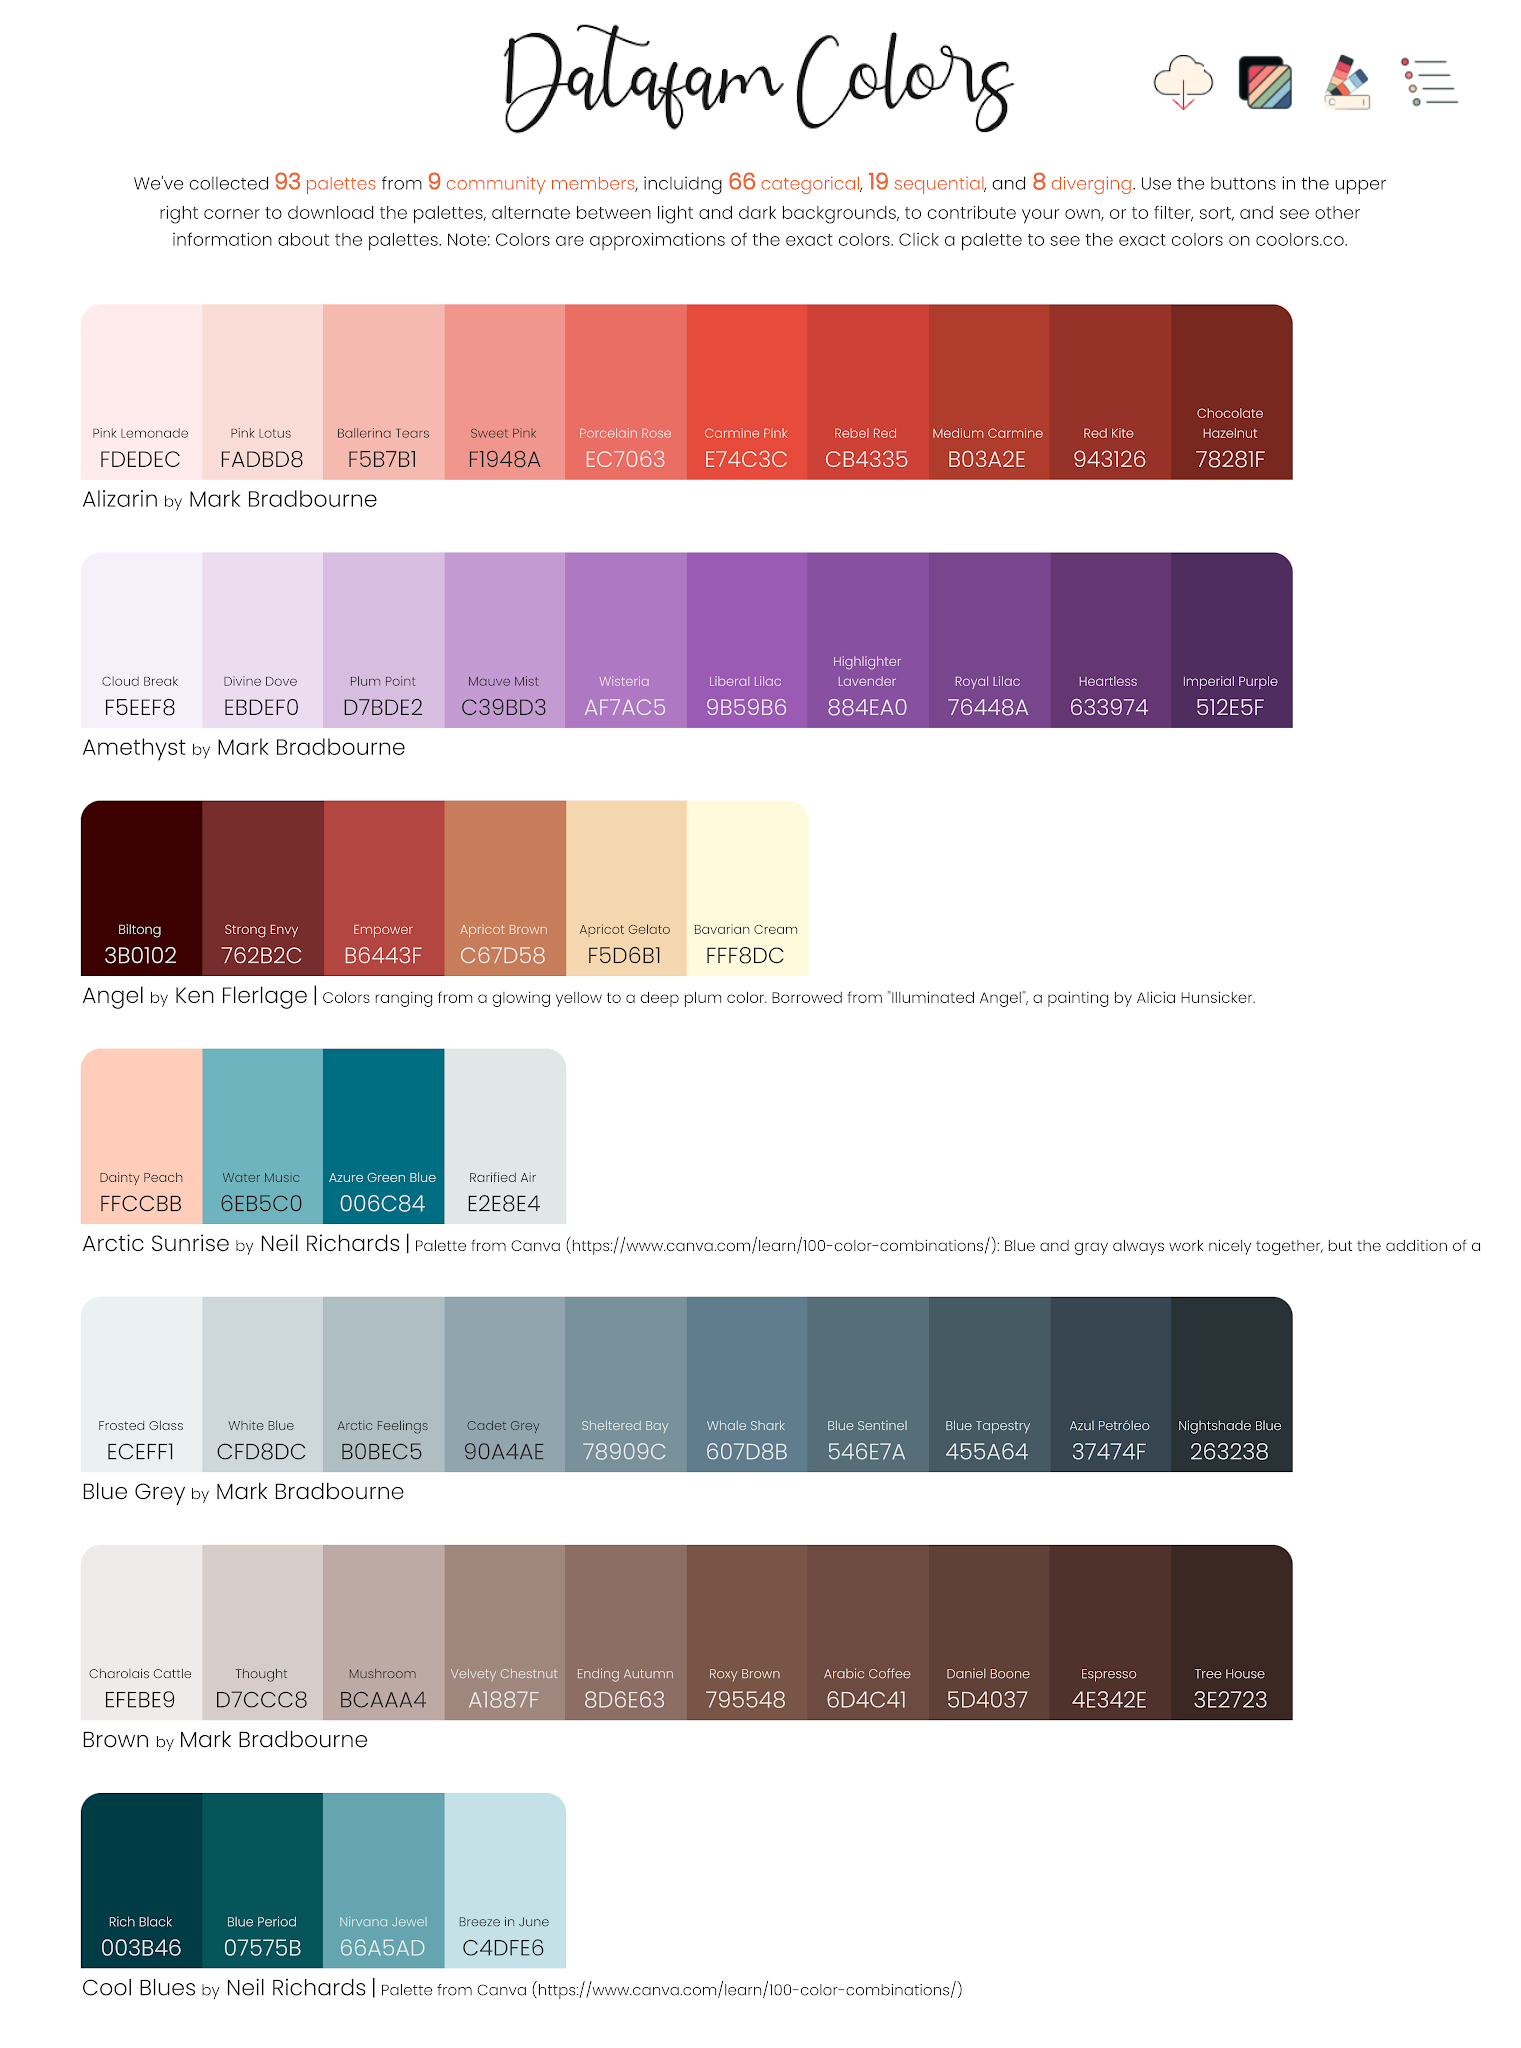 Datafam Colors
We've collected 93 palettes from 9 community members, incluidng 66 categorical, 19 sequential, and 8 diverging. Use the buttons in the upper
right corner to download the palettes, alternate between light and dark backgrounds, to contribute your own, or to filter, sort, and see other
information about the palettes. Note: Colors are approximations of the exact colors. Click a palette to see the exact colors on coolors.co.
Pink Lemonade Pink Lotus Ballerina Tears Sweet Pink Porcelain Rose Carmine Pink Rebel Red Medium Carmine Red Kite Chocolate Hazelnut
FDEDEC FADBD8 F5B7B1 F1948A EC7063 E74C3C CB4335 B03A2E 943126 78281F
Alizarin by Mark Bradbourne
Cloud Break Divine Dove Plum Point Mauve Mist Wisteria Liberal Lilac Highlighter Lavender Royal Lilac Heartless Imperial Purple
F5EEF8 EBDEF0 D7BDE2 C39BD3 AF7AC5 9B59B6 884EA0 76448A 633974 512E5F
Amethyst by Mark Bradbourne
Biltong Strong Envy Empower Apricot Brown Apricot Gelato Bavarian Cream
3B0102 762B2C B6443F C67D58 F5D6B1 FFF8DC
Angel by Ken Flerlage | Colors ranging from a glowing yellow to a deep plum color. Borrowed from "Illuminated Angel", a painting by Alicia Hunsicker.
Dainty Peach Water Music Azure Green Blue Rarified Air
FFCCBB 6EB5C0 006C84 E2E8E4
Arctic Sunrise by Neil Richards | Palette from Canva (https://www.canva.com/learn/100-color-combinations/): Blue and gray always work nicely together, but the addition of a
Frosted Glass White Blue Arctic Feelings Cadet Grey Sheltered Bay Whale Shark Blue Sentinel Blue Tapestry Azul Petróleo Nightshade Blue
ECEFF1 CFD8DC B0BEC5 90A4AE 78909C 607D8B 546E7A 455A64 37474F 263238
Blue Grey by Mark Bradbourne
Charolais Cattle Thought Mushroom Velvety Chestnut Ending Autumn Roxy Brown Arabic Coffee Daniel Boone Espresso Tree House
EFEBE9 D7CCC8 BCAAA4 A1887F 8D6E63 795548 6D4C41 5D4037 4E342E 3E2723
Brown by Mark Bradbourne
Rich Black Blue Period Nirvana Jewel Breeze in June
003B46 07575B 66A5AD C4DFE6
Cool Blues by Neil Richards | Palette from Canva (https://www.canva.com/learn/100-color-combinations/)